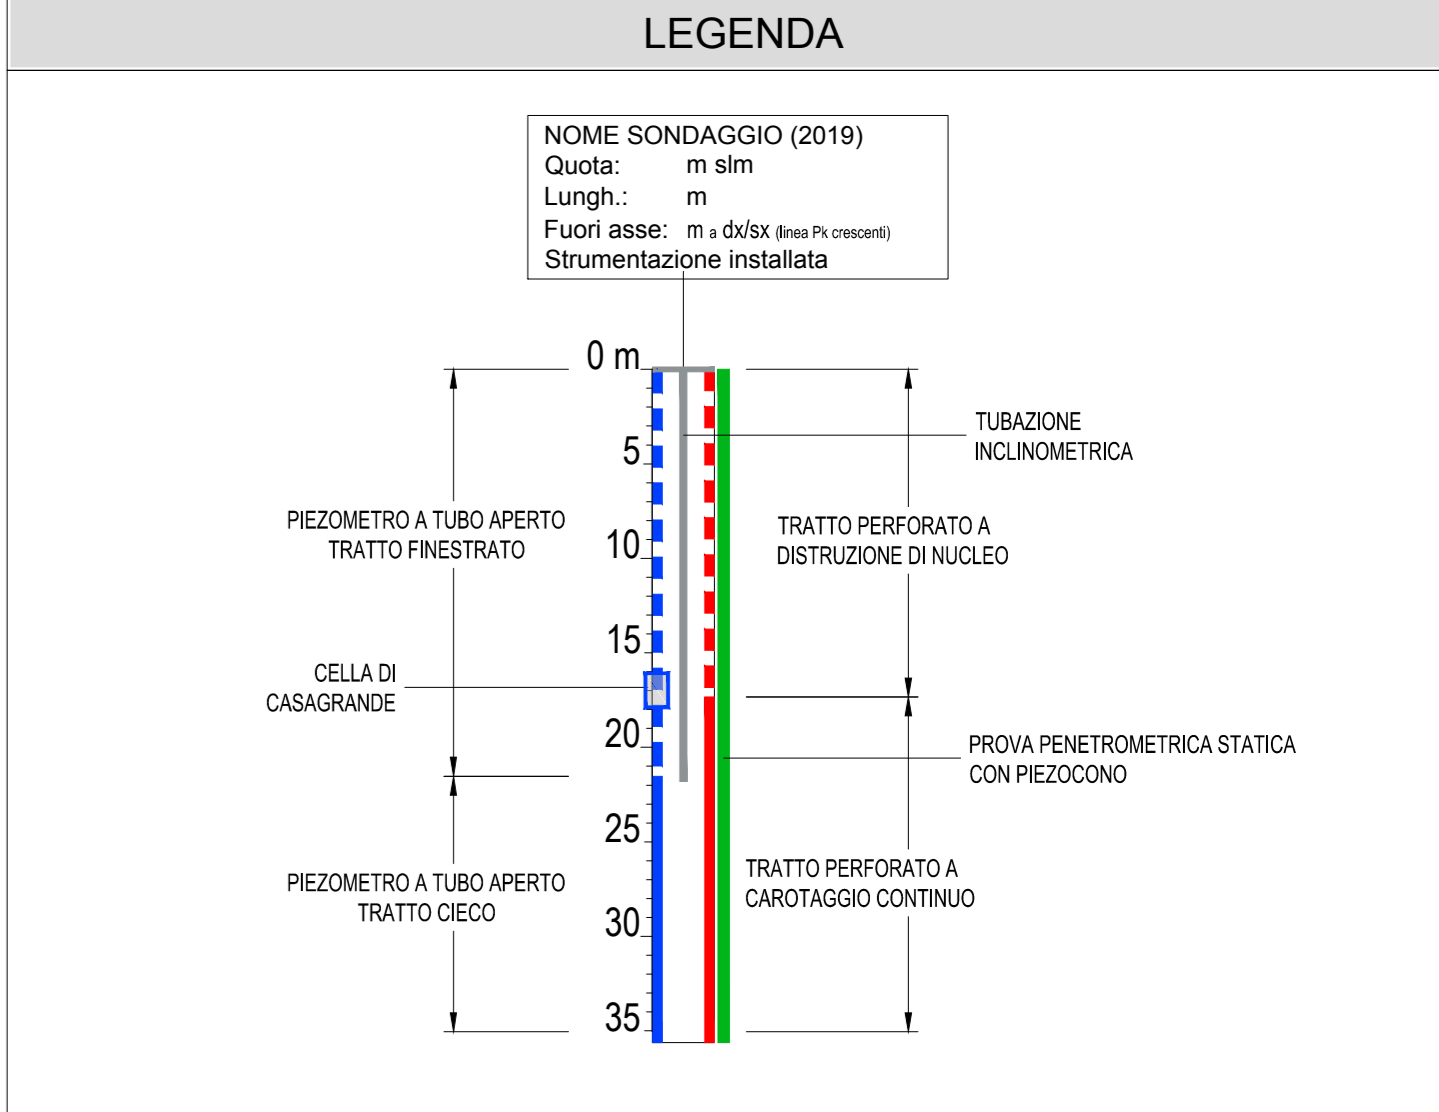 LEGENDA
NOME SONDAGGIO (2019)
Quota: m slm
Lungh.: m
Fuori asse: m a dx/sx (linea Pk crescenti)
Strumentazione installata
0 m
5
10
15
20
25
30
35
PIEZOMETRO A TUBO APERTO
TRATTO FINESTRATO
CELLA DI
CASAGRANDE
PIEZOMETRO A TUBO APERTO
TRATTO CIECO
TUBAZIONE
INCLINOMETRICA
TRATTO PERFORATO A
DISTRUZIONE DI NUCLEO
PROVA PENETROMETRICA STATICA
CON PIEZOCONO
TRATTO PERFORATO A
CAROTAGGIO CONTINUO